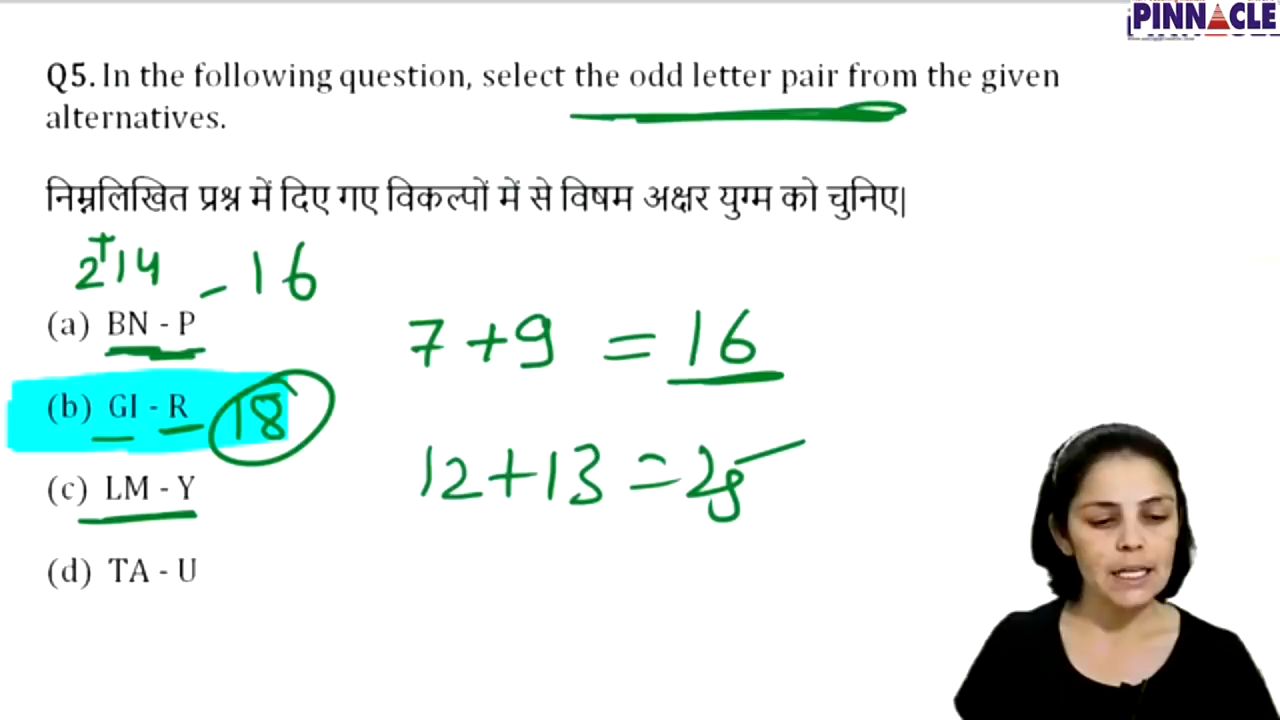 PINNACLE
Q5. In the following question, select the odd letter pair from the given
alternatives.
निम्नलिखित प्रश्न में दिए गए विकल्पों में से विषम अक्षर युग्म को चुनिए|
2+14 - 16
(a) BN - P
7 + 9 = 16
(b) GI - R 18
12 + 13 = 25
(c) LM - Y
(d) TA - U